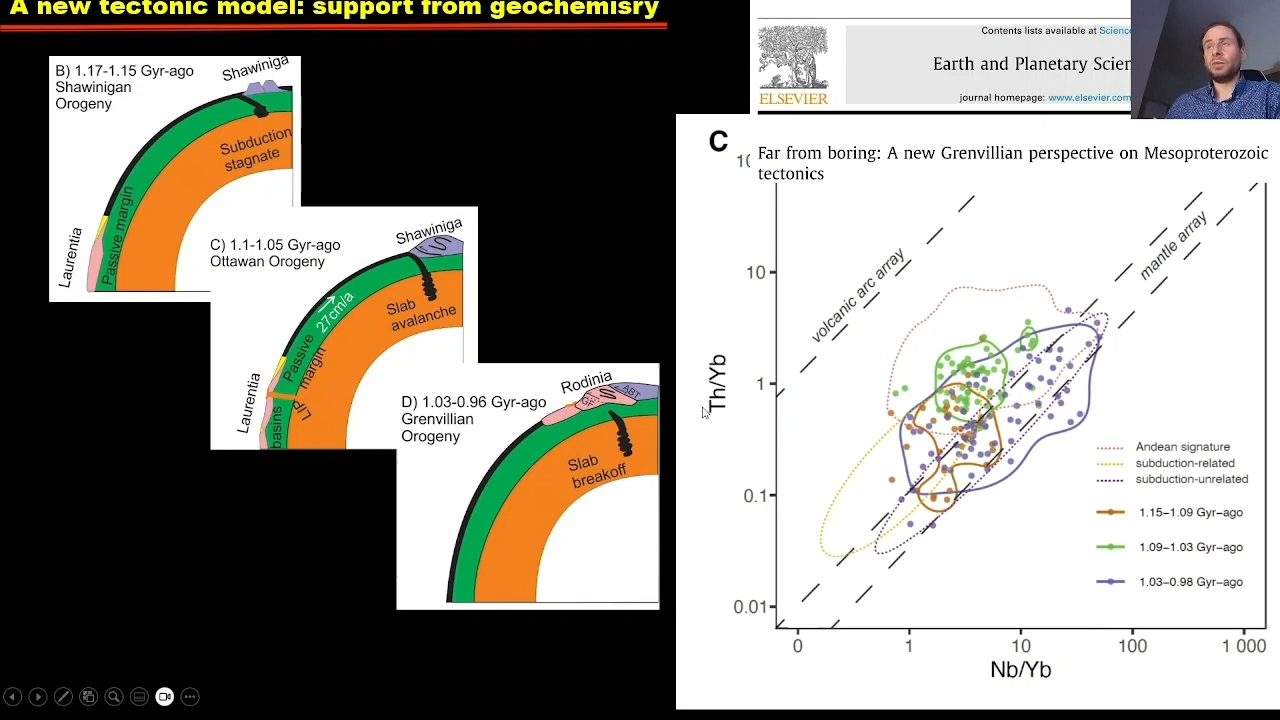 A new tectonic model: support from geochemisry
B) 1.17-1.15 Gyr-ago
Shawinigan
Orogeny
Shawiniga
Subduction
stagnate
Passive margin
Laurentia
C) 1.1-1.05 Gyr-ago
Ottawan Orogeny
Shawiniga
27cm/a
Slab
avalanche
Passive
margin
Laurentia
LIP
basins
D) 1.03-0.96 Gyr-ago
Grenvillian
Orogeny
Rodinia
GF
ABT
Slab
breakoff
ELSEVIER
Contents lists available at Scienc
Earth and Planetary Scien
journal homepage: www.elsevier.com
C
Far from boring: A new Grenvillian perspective on Mesoproterozoic
tectonics
10
10
1
0.1
0.01
Th/Yb
volcanic arc array
mantle array
Andean signature
subduction-related
subduction-unrelated
1.15–1.09 Gyr-ago
1.09–1.03 Gyr-ago
1.03–0.98 Gyr-ago
0
1
10
100
1 000
Nb/Yb